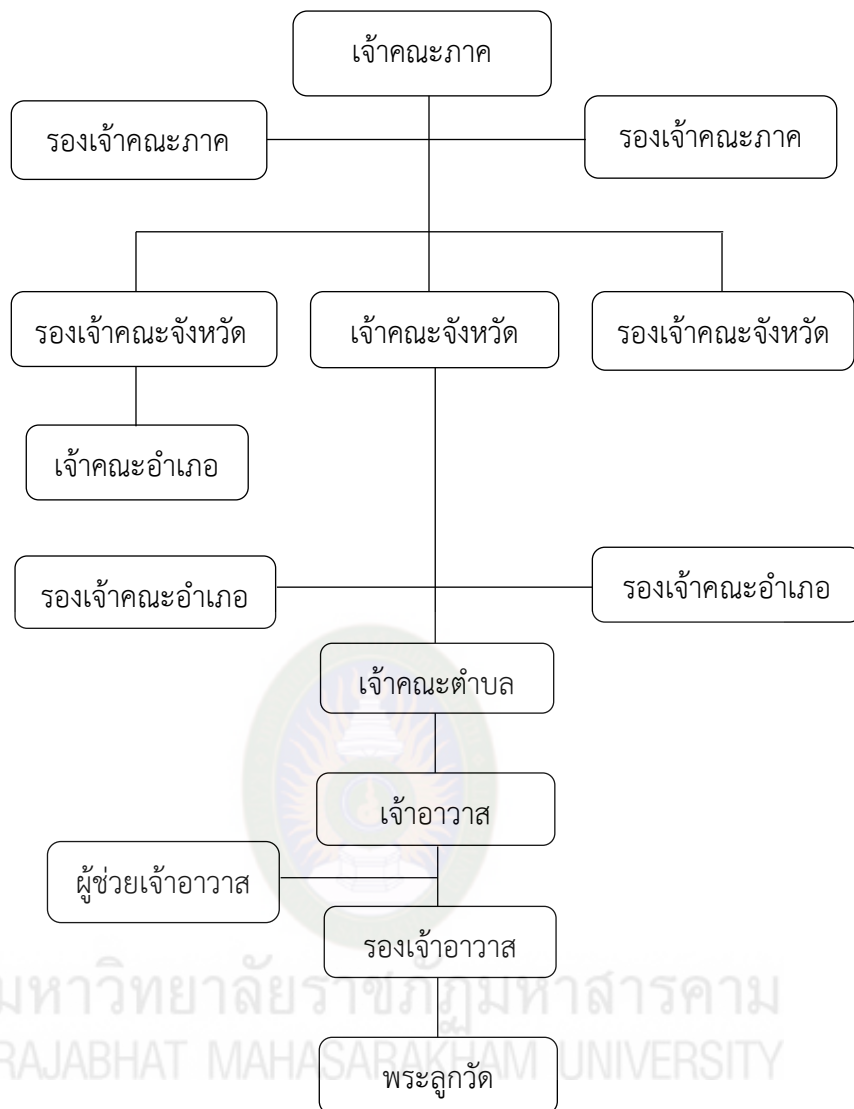 เจ้าคณะภาค
รองเจ้าคณะภาค
รองเจ้าคณะภาค
รองเจ้าคณะจังหวัด
เจ้าคณะจังหวัด
รองเจ้าคณะจังหวัด
เจ้าคณะอำเภอ
รองเจ้าคณะอำเภอ
รองเจ้าคณะอำเภอ
เจ้าคณะตำบล
เจ้าอาวาส
ผู้ช่วยเจ้าอาวาส
รองเจ้าอาวาส
มหาวิทยาลัยราชภัฏมหาสารคาม
RAJABHAT MAHASARAKHAM UNIVERSITY
พระลูกวัด